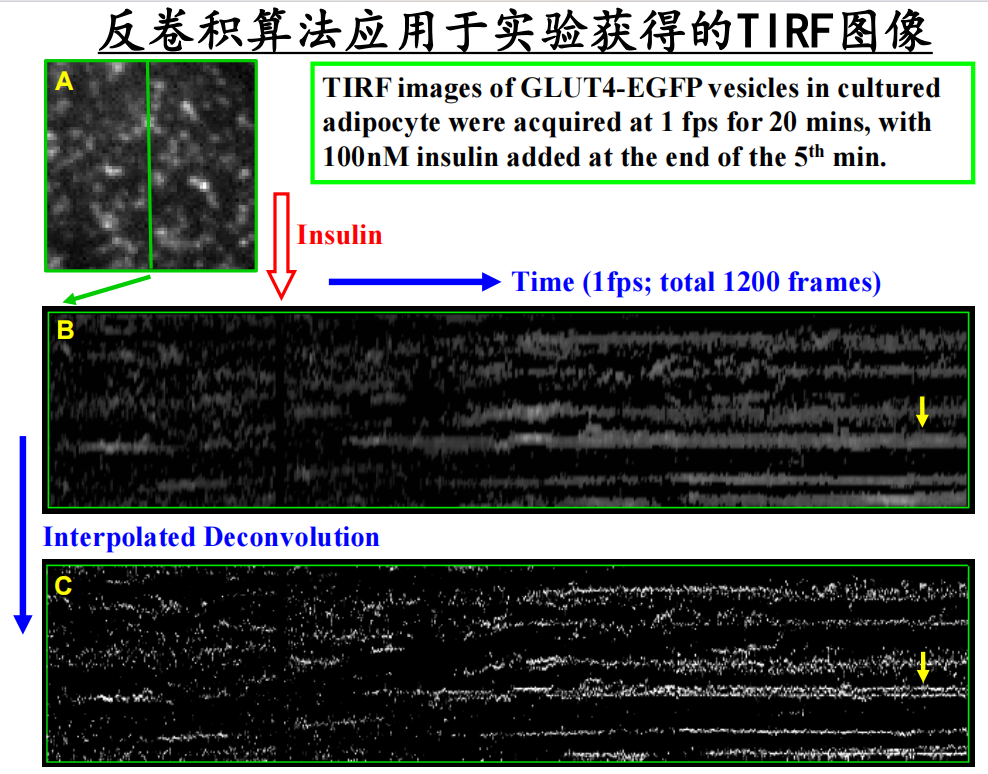 反卷积算法应用于实验获得的TIRF图像
A
TIRF images of GLUT4-EGFP vesicles in cultured
adipocyte were acquired at 1 fps for 20 mins, with
100nM insulin added at the end of the 5th min.
Insulin
Time (1fps; total 1200 frames)
B
Interpolated Deconvolution
C